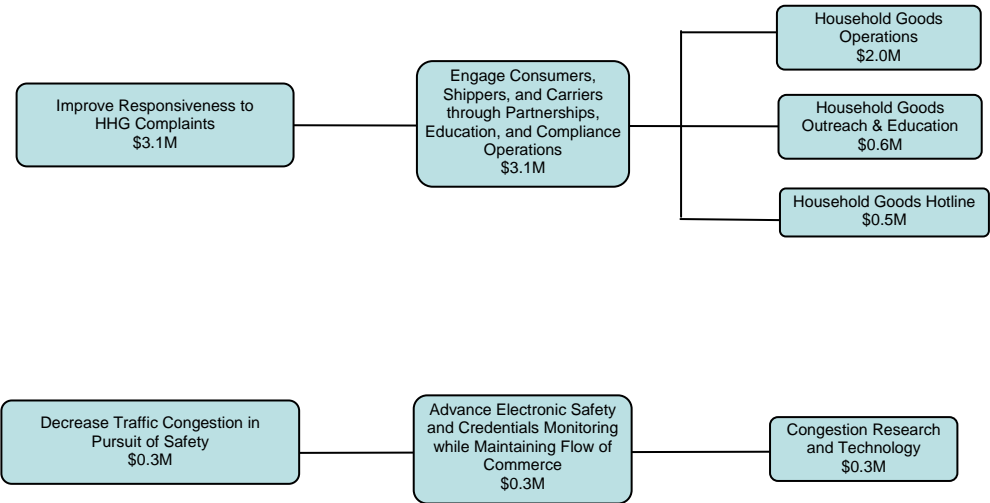 Improve Responsiveness to
HHG Complaints
$3.1M
Engage Consumers,
Shippers, and Carriers
through Partnerships,
Education, and Compliance
Operations
$3.1M
Household Goods
Operations
$2.0M
Household Goods
Outreach & Education
$0.6M
Household Goods Hotline
$0.5M
Decrease Traffic Congestion in
Pursuit of Safety
$0.3M
Advance Electronic Safety
and Credentials Monitoring
while Maintaining Flow of
Commerce
$0.3M
Congestion Research
and Technology
$0.3M